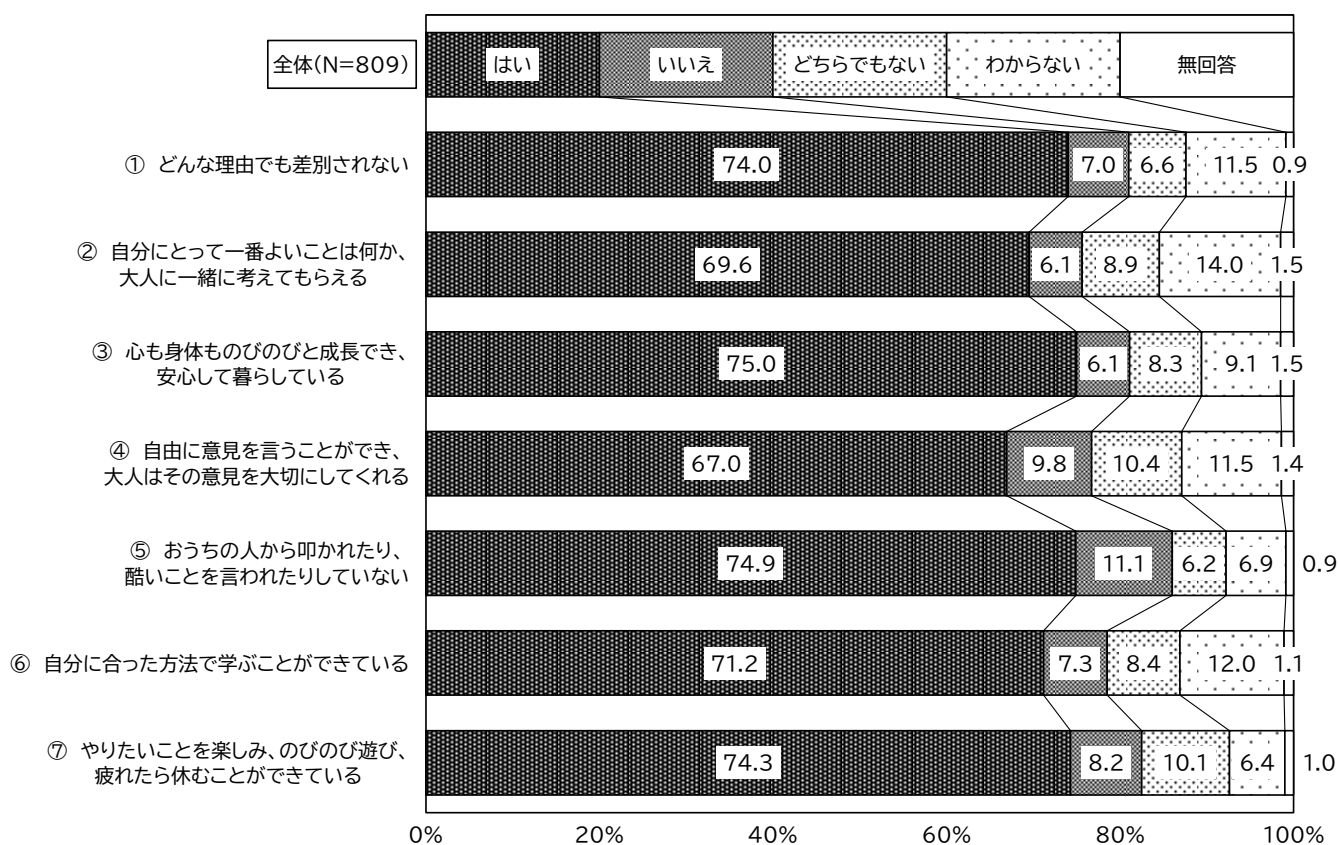 全体(N=809)
はい いいえ どちらでもない わからない 無回答
① どんな理由でも差別されない
74.0 7.0 6.6 11.5 0.9
② 自分にとって一番よいことは何か、
大人に一緒に考えてもらえる
69.6 6.1 8.9 14.0 1.5
③ 心も身体ものびのびと成長でき、
安心して暮らしている
75.0 6.1 8.3 9.1 1.5
④ 自由に意見を言うことができ、
大人はその意見を大切にしてくれる
67.0 9.8 10.4 11.5 1.4
⑤ おうちの人から叩かれたり、
酷いことを言われたりしていない
74.9 11.1 6.2 6.9 0.9
⑥ 自分に合った方法で学ぶことができている
71.2 7.3 8.4 12.0 1.1
⑦ やりたいことを楽しみ、のびのび遊び、
疲れたら休むことができている
74.3 8.2 10.1 6.4 1.0
0% 20% 40% 60% 80% 100%